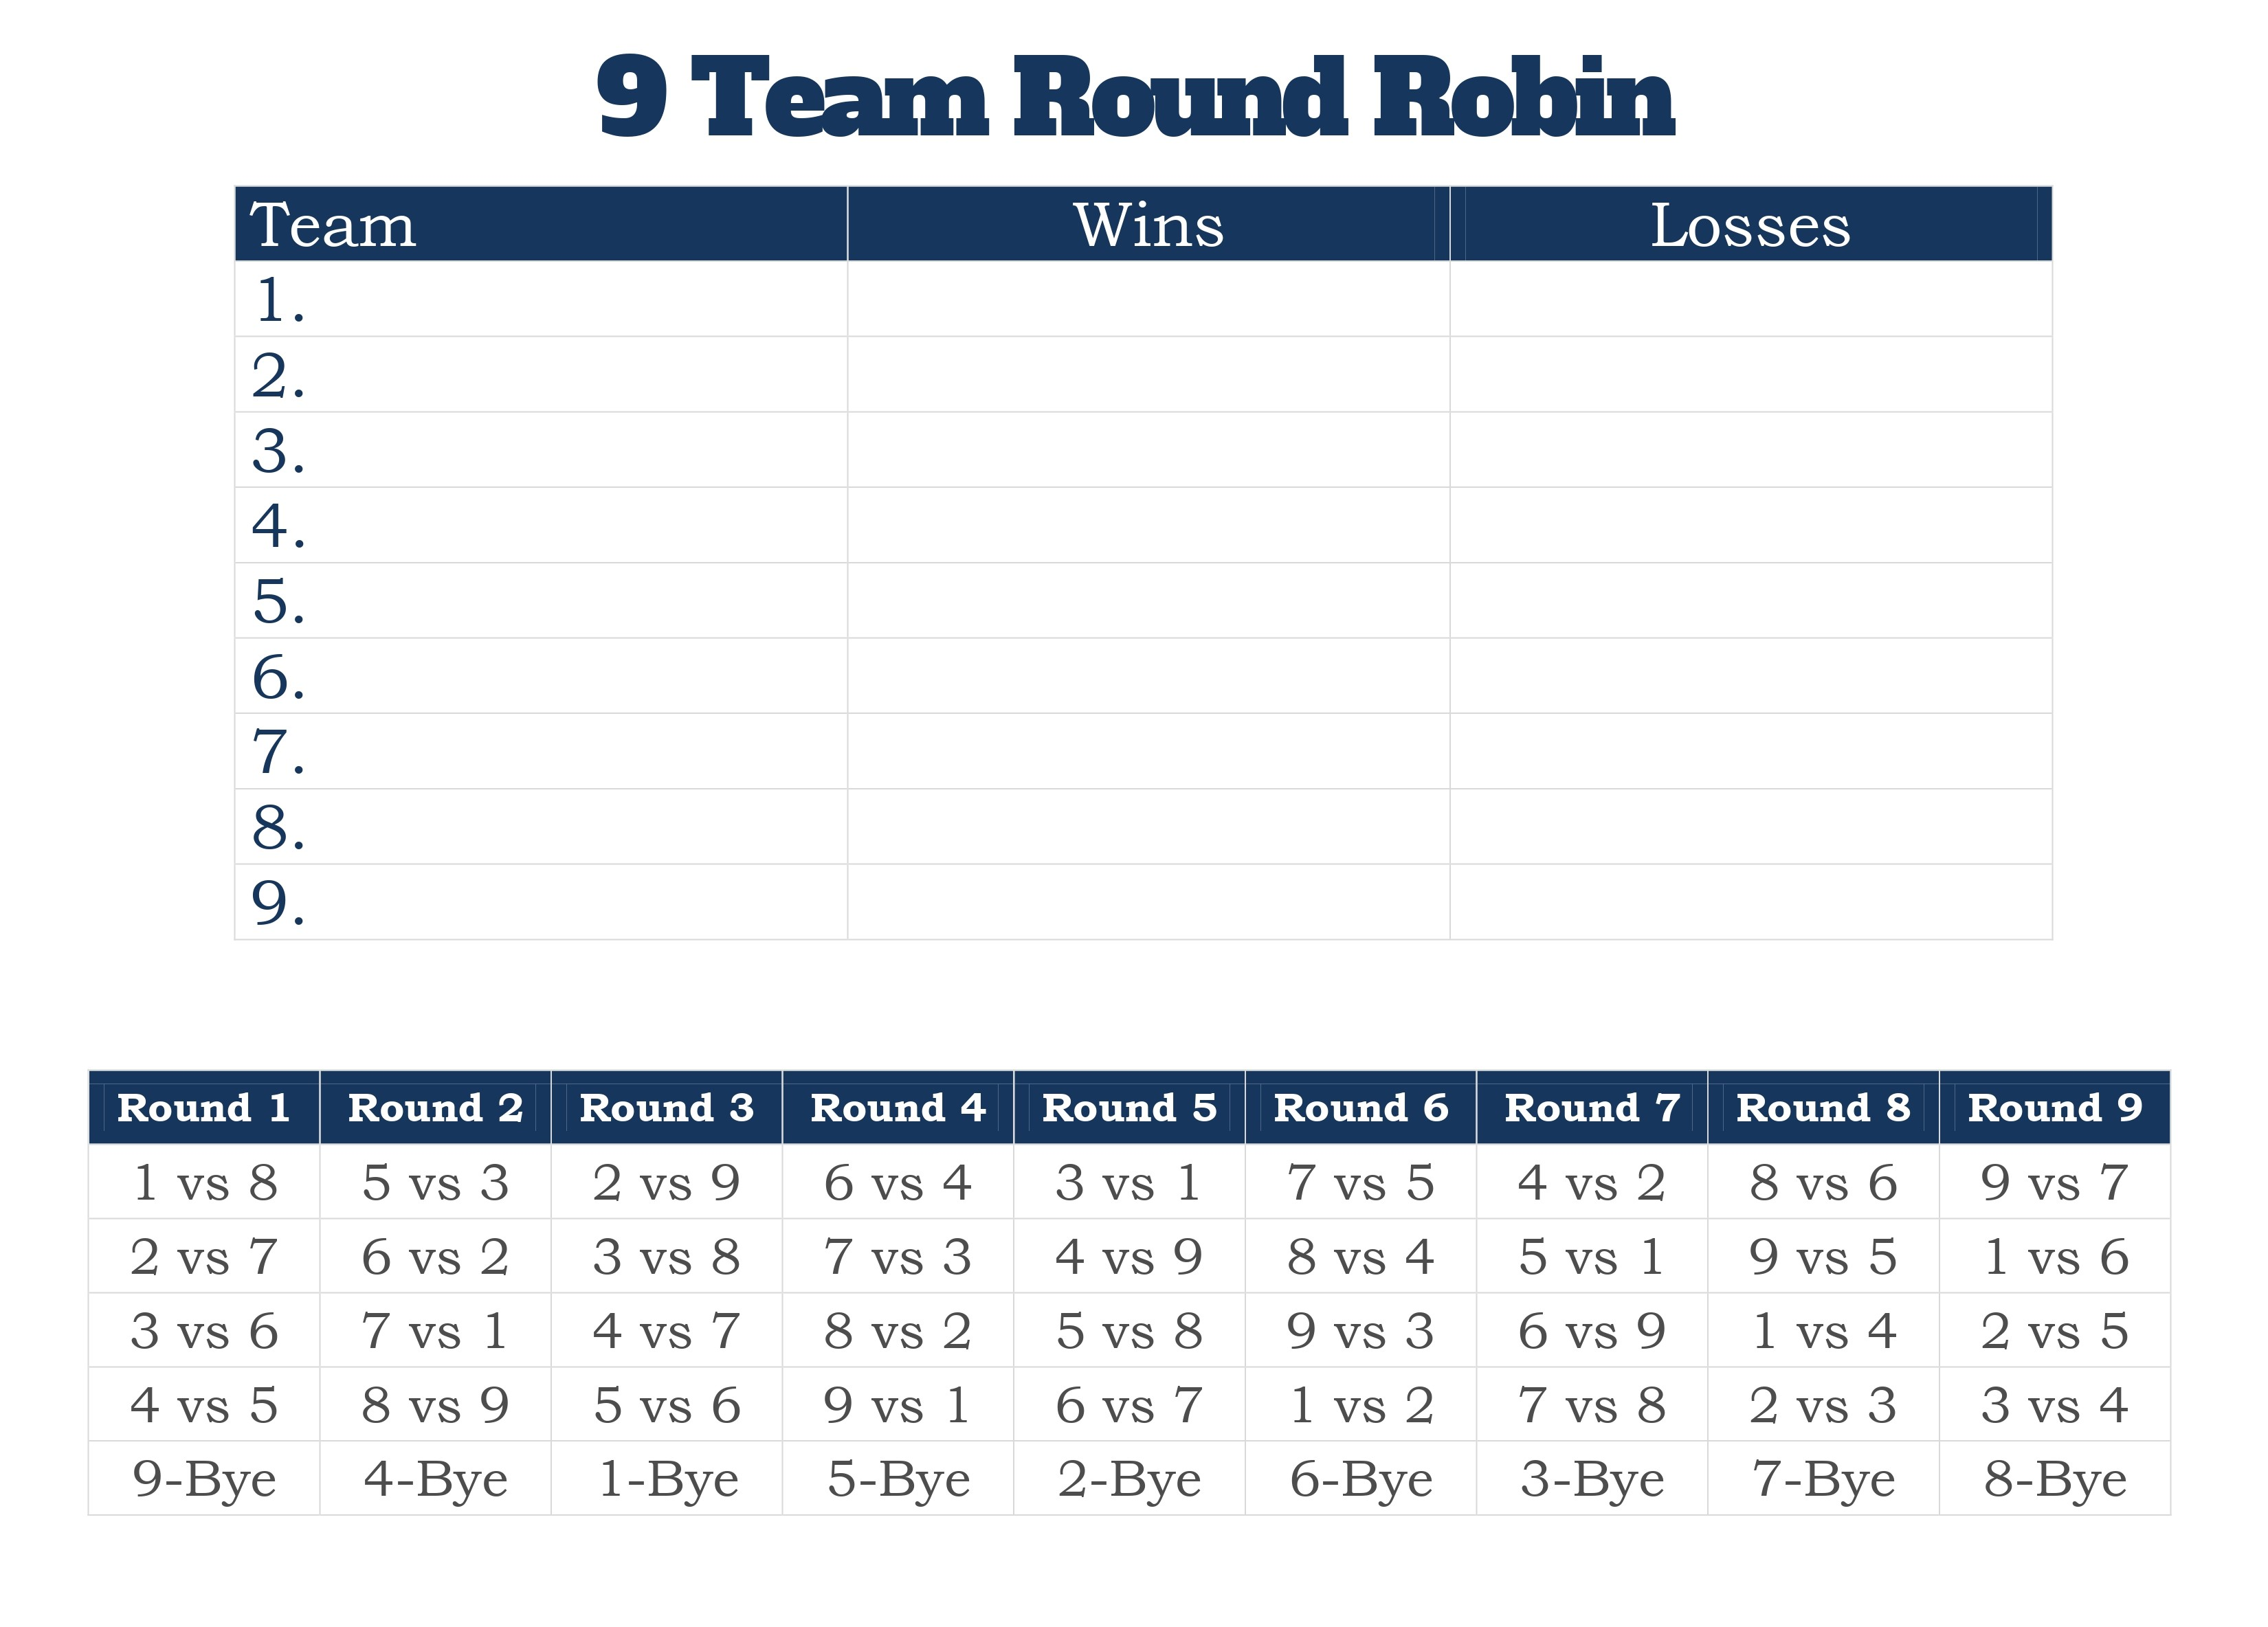 9 Team Round Robin
Team Wins Losses
1.
2.
3.
4.
5.
6.
7.
8.
9.
Round 1 Round 2 Round 3 Round 4 Round 5 Round 6 Round 7 Round 8 Round 9
1 vs 8 5 vs 3 2 vs 9 6 vs 4 3 vs 1 7 vs 5 4 vs 2 8 vs 6 9 vs 7
2 vs 7 6 vs 2 3 vs 8 7 vs 3 4 vs 9 8 vs 4 5 vs 1 9 vs 5 1 vs 6
3 vs 6 7 vs 1 4 vs 7 8 vs 2 5 vs 8 9 vs 3 6 vs 9 1 vs 4 2 vs 5
4 vs 5 8 vs 9 5 vs 6 9 vs 1 6 vs 7 1 vs 2 7 vs 8 2 vs 3 3 vs 4
9-Bye 4-Bye 1-Bye 5-Bye 2-Bye 6-Bye 3-Bye 7-Bye 8-Bye